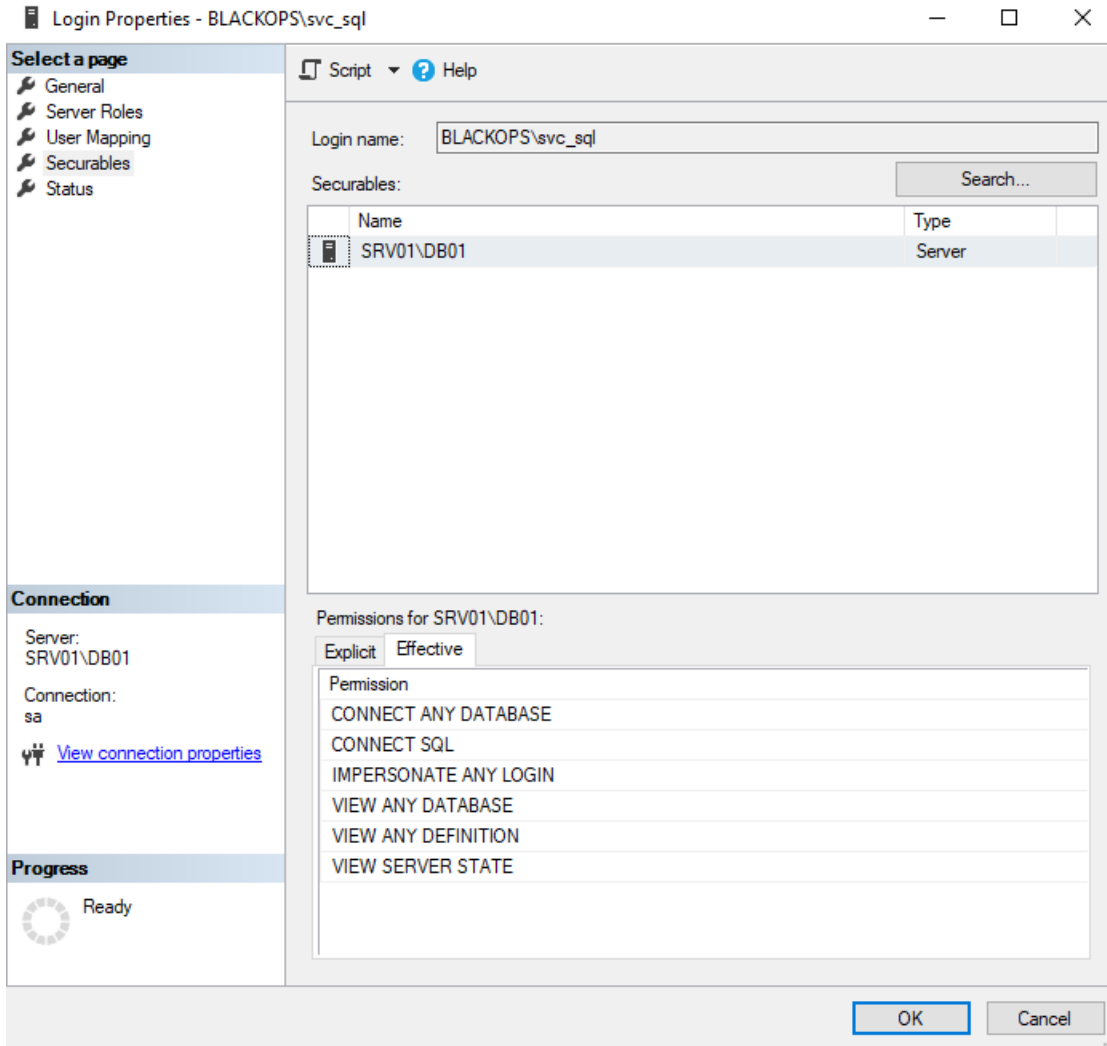 Login Properties - BLACKOPS\svc_sql
Select a page
General
Server Roles
User Mapping
Securables
Status
Script
Help
Login name: BLACKOPS\svc_sql
Securables:
Search...
Name Type
SRV01\DB01 Server
Connection
Server:
SRV01\DB01
Connection:
sa
View connection properties
Progress
Ready
Permissions for SRV01\DB01:
Explicit Effective
Permission
CONNECT ANY DATABASE
CONNECT SQL
IMPERSONATE ANY LOGIN
VIEW ANY DATABASE
VIEW ANY DEFINITION
VIEW SERVER STATE
OK Cancel